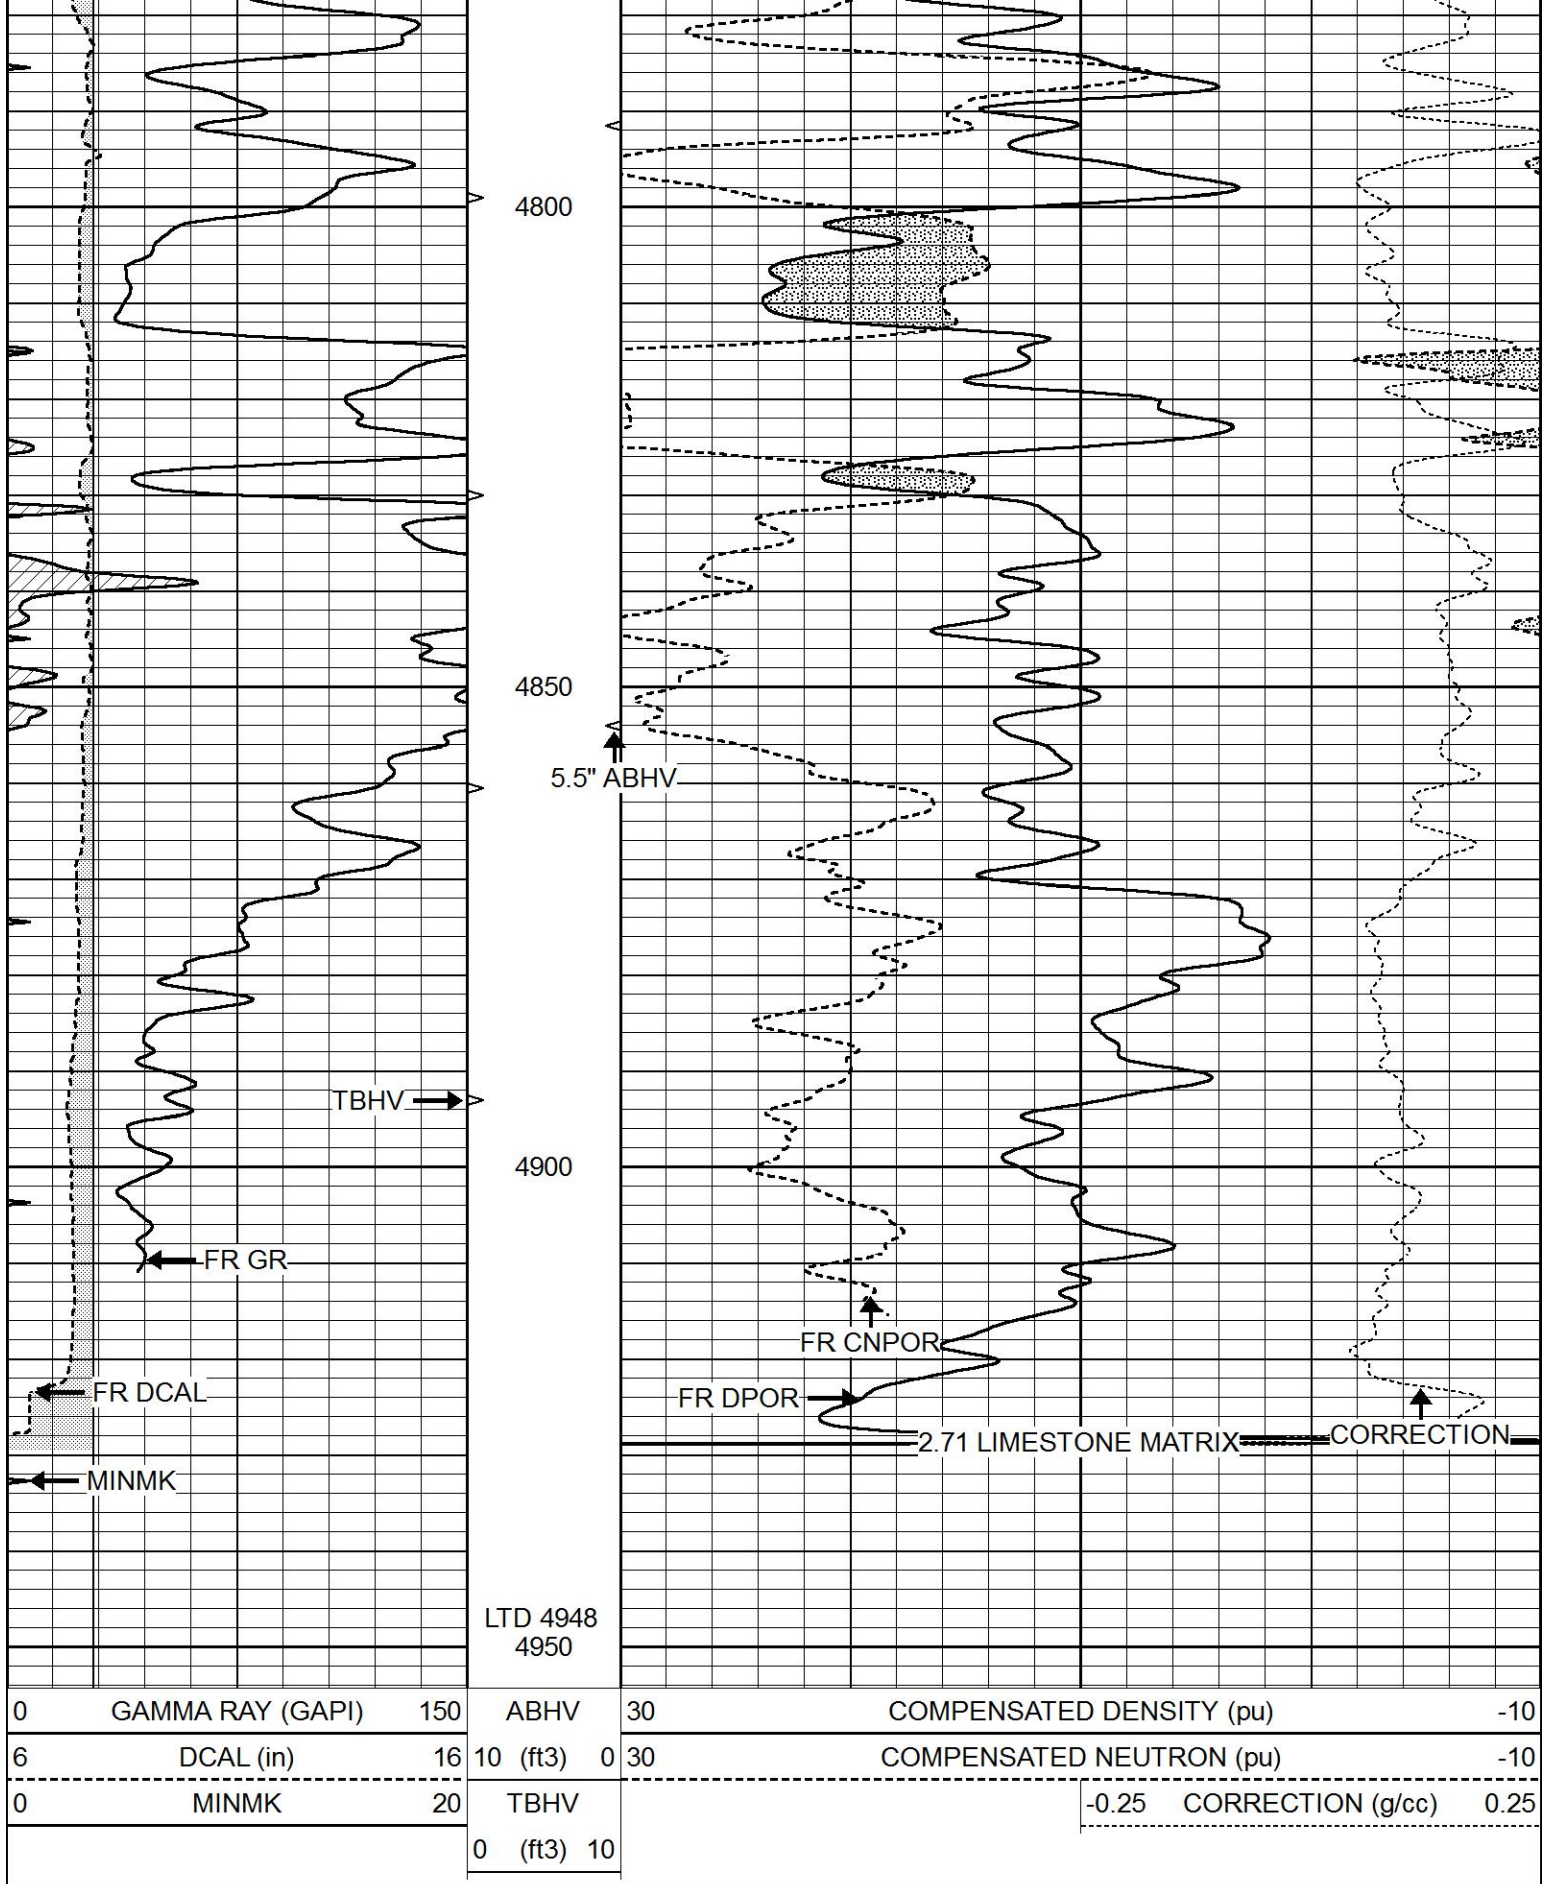 4800
4850
5.5" ABHV
TBHV
4900
FR GR
FR CNPOR
FR DCAL
FR DPOR
2.71 LIMESTONE MATRIX
CORRECTION
MINMK
LTD 4948
4950
0 GAMMA RAY (GAPI) 150 ABHV 30 COMPENSATED DENSITY (pu) -10
6 DCAL (in) 16 10 (ft3) 0 30 COMPENSATED NEUTRON (pu) -10
0 MINMK 20 TBHV -0.25 CORRECTION (g/cc) 0.25
0 (ft3) 10